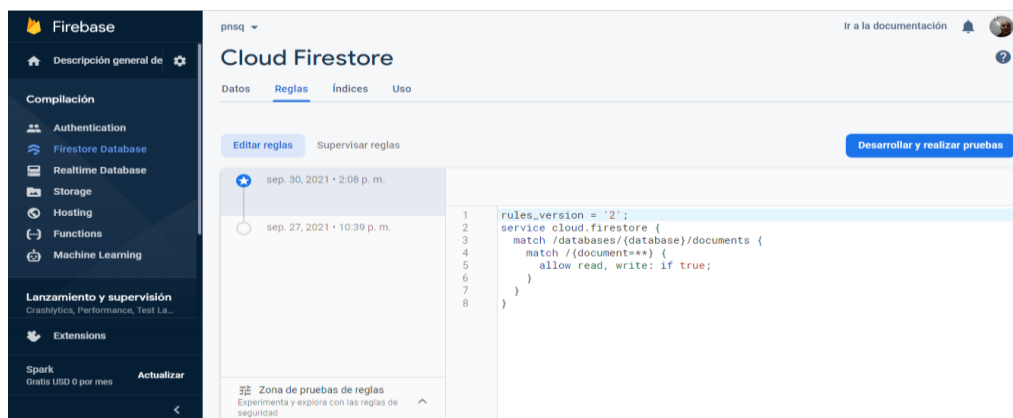 Firebase
Descripción general de
Compilación
Authentication
Firestore Database
Realtime Database
Storage
Hosting
Functions
Machine Learning
Lanzamiento y supervisión
Crashlytics, Performance, Test La...
Extensions
Spark
Gratis USD 0 por mes
Actualizar
pnsq
Ir a la documentación
Cloud Firestore
Datos Reglas Índices Uso
Editar reglas Supervisar reglas
Desarrollar y realizar pruebas
sep. 30, 2021 • 2:08 p. m.
sep. 27, 2021 • 10:39 p. m.
Zona de pruebas de reglas
Experimenta y explora con las reglas de
seguridad
1 rules_version = '2';
2 service cloud.firestore {
3 match /databases/{database}/documents {
4 match /{document=**} {
5 allow read, write: if true;
6 }
7 }
8 }